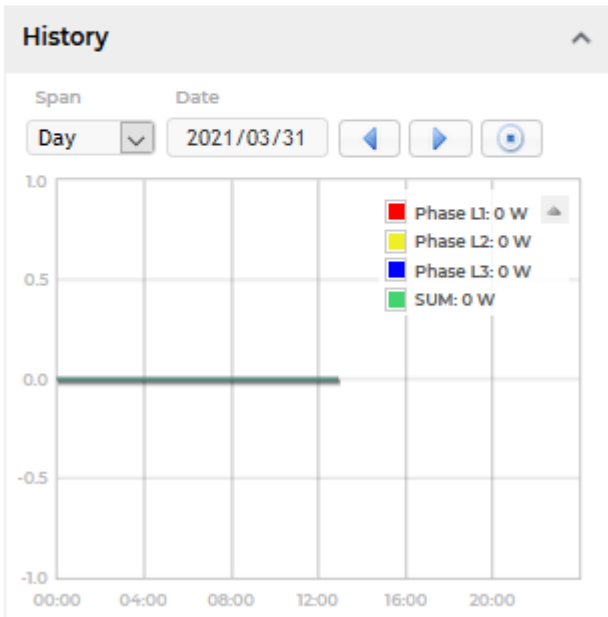 History
Span Date
Day 2021/03/31
1.0
Phase L1: 0 W
Phase L2: 0 W
0.5
Phase L3: 0 W
SUM: 0 W
0.0
-0.5
-1.0
00:00 04:00 08:00 12:00 16:00 20:00